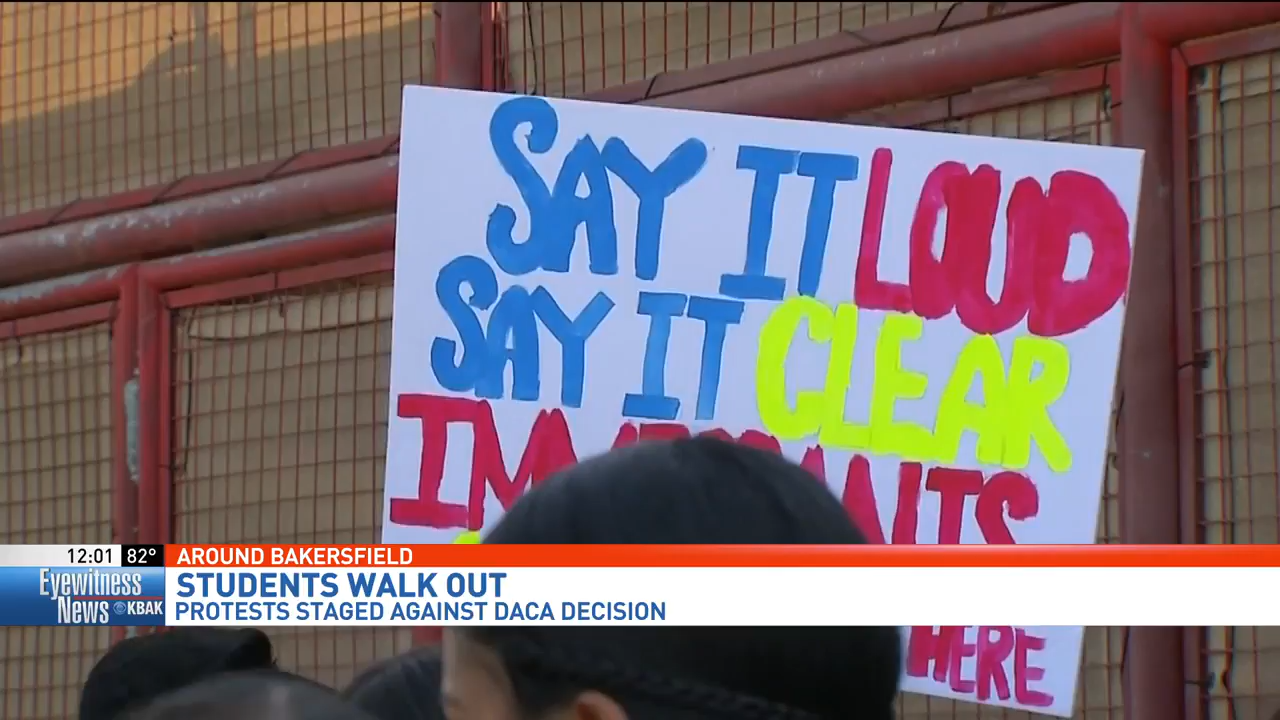 SAY IT LOUD
SAY IT CLEAR
HERE
12:01 82° AROUND BAKERSFIELD
Eyewitness News KBAK
STUDENTS WALK OUT
PROTESTS STAGED AGAINST DACA DECISION